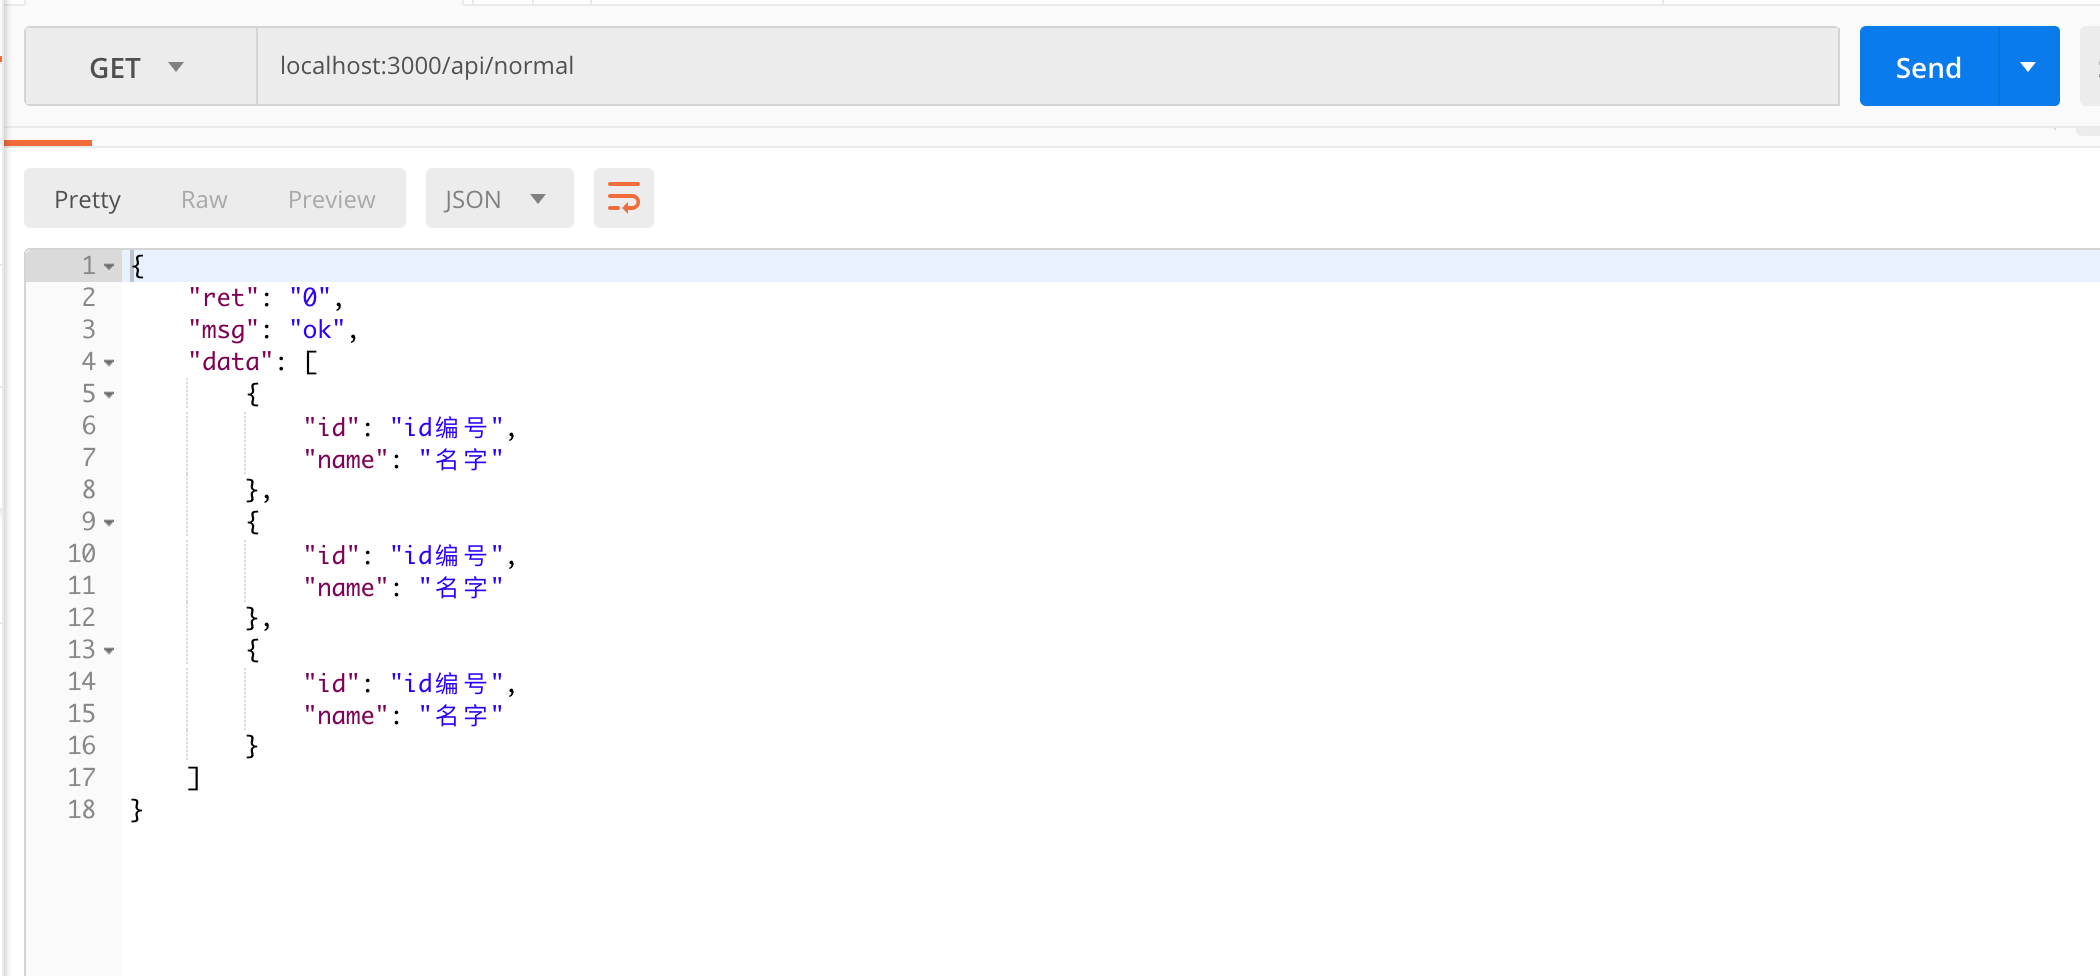 GET localhost:3000/api/normal Send
Pretty Raw Preview JSON
1 {
2 "ret": "0",
3 "msg": "ok",
4 "data": [
5 {
6 "id": "id编号",
7 "name": "名字"
8 },
9 {
10 "id": "id编号",
11 "name": "名字"
12 },
13 {
14 "id": "id编号",
15 "name": "名字"
16 }
17 ]
18 }